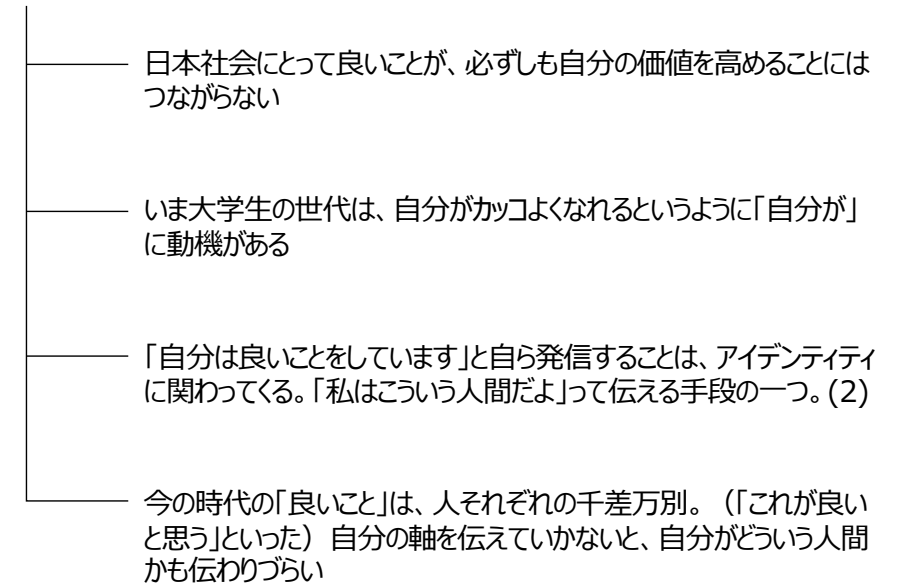 日本社会にとって良いことが、必ずしも自分の価値を高めることには
つながらない
いま大学生の世代は、自分がカッコよくなれるというように「自分が」
に動機がある
「自分は良いことをしています」と自ら発信することは、アイデンティティ
に関わってくる。「私はこういう人間だよ」って伝える手段の一つ。(2)
今の時代の「良いこと」は、人それぞれの千差万別。（「これが良い
と思う」といった）自分の軸を伝えていかないと、自分がどういう人間
かも伝わりづらい